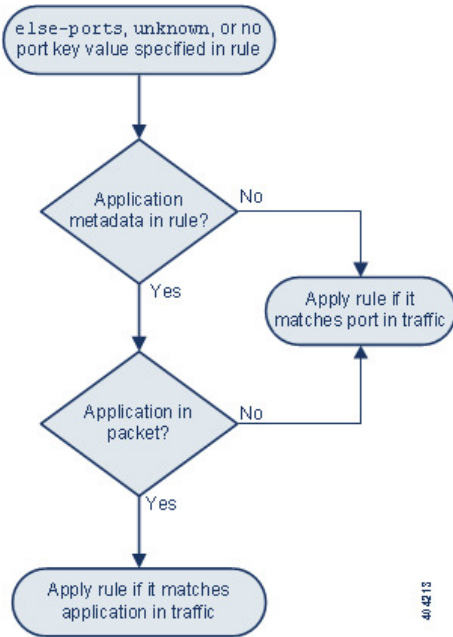 else-ports, unknown, or no
port key value specified in rule
Application
metadata in rule?
No
Yes
Apply rule if it
matches port in traffic
Application in
packet?
No
Yes
Apply rule if it matches
application in traffic
404213